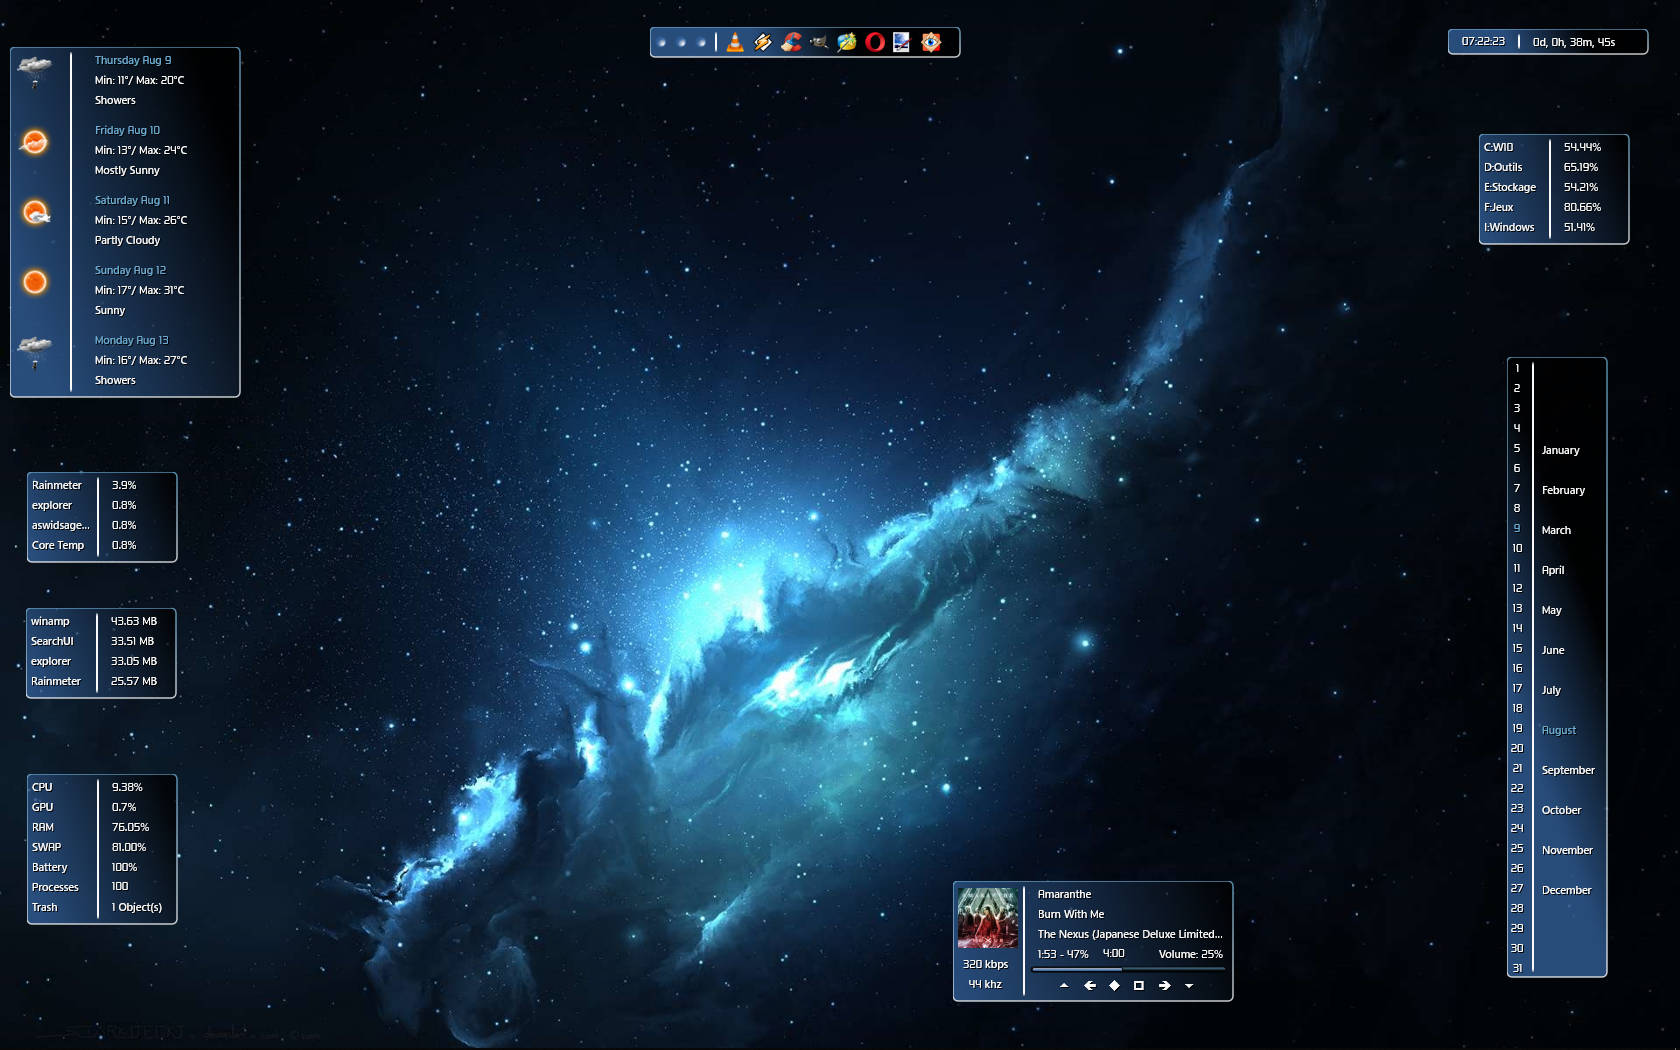 Thursday Aug 9
Min: 11°/ Max: 20°C
Showers
Friday Aug 10
Min: 13°/ Max: 24°C
Mostly Sunny
Saturday Aug 11
Min: 15°/ Max: 26°C
Partly Cloudy
Sunday Aug 12
Min: 17°/ Max: 31°C
Sunny
Monday Aug 13
Min: 16°/ Max: 27°C
Showers
07:22:23 0d, 0h, 38m, 45s
C:W10 54.44%
D:Outils 65.19%
E:Stockage 54.21%
F:Jeux 80.66%
I:Windows 51.41%
Rainmeter 3.9%
explorer 0.8%
aswidsage... 0.8%
Core Temp 0.8%
winamp 43.63 MB
SearchUI 33.51 MB
explorer 33.05 MB
Rainmeter 25.57 MB
CPU 9.38%
GPU 0.7%
RAM 76.05%
SWAP 81.00%
Battery 100%
Processes 100
Trash 1 Object(s)
Amaranthe
Burn With Me
The Nexus (Japanese Deluxe Limited...
1:53 - 47% 4:00 Volume: 25%
320 kbps
44 khz
1
2
3
4
5 January
6
7 February
8
9 March
10
11 April
12
13 May
14
15 June
16
17 July
18
19 August
20
21 September
22
23 October
24
25 November
26
27 December
28
29
30
31